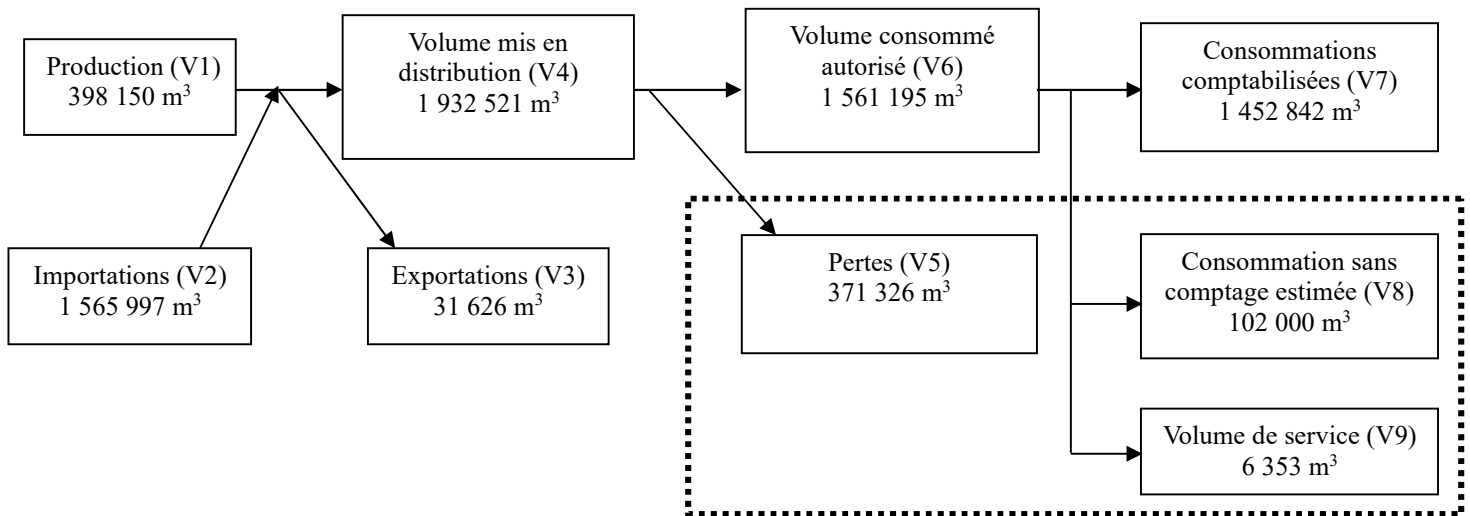 Production (V1)
398 150 m³
Volume mis en
distribution (V4)
1 932 521 m³
Volume consommé
autorisé (V6)
1 561 195 m³
Consommations
comptabilisées (V7)
1 452 842 m³
Importations (V2)
1 565 997 m³
Exportations (V3)
31 626 m³
Pertes (V5)
371 326 m³
Consommation sans
comptage estimée (V8)
102 000 m³
Volume de service (V9)
6 353 m³